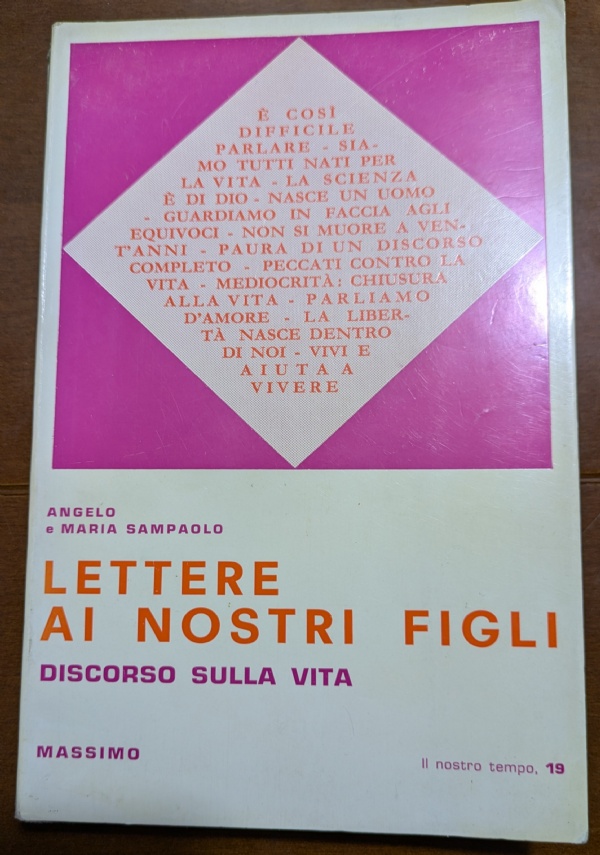 È COSÌ
DIFFICILE
PARLARE - SIA-
MO TUTTI NATI PER
LA VITA - LA SCIENZA
È DI DIO - NASCE UN UOMO
- GUARDIAMO IN FACCIA AGLI
EQUIVOCI - NON SI MUORE A VEN-
T'ANNI - PAURA DI UN DISCORSO
COMPLETO - PECCATI CONTRO LA
VITA - MEDIOCRITÀ: CHIUSURA
ALLA VITA - PARLIAMO
D'AMORE - LA LIBER-
TÀ NASCE DENTRO
DI NOI - VIVI E
AIUTA A
VIVERE
ANGELO
e MARIA SAMPAOLO
LETTERE
AI NOSTRI FIGLI
DISCORSO SULLA VITA
MASSIMO
Il nostro tempo, 19